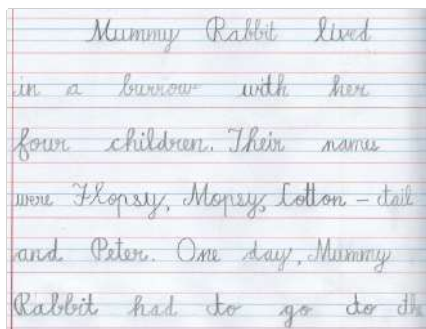 Mummy Rabbit lived
in a burrow with her
four children. Their names
were Flopsy, Mopsy, Cotton - tail
and Peter. One day, Mummy
Rabbit had to go to th